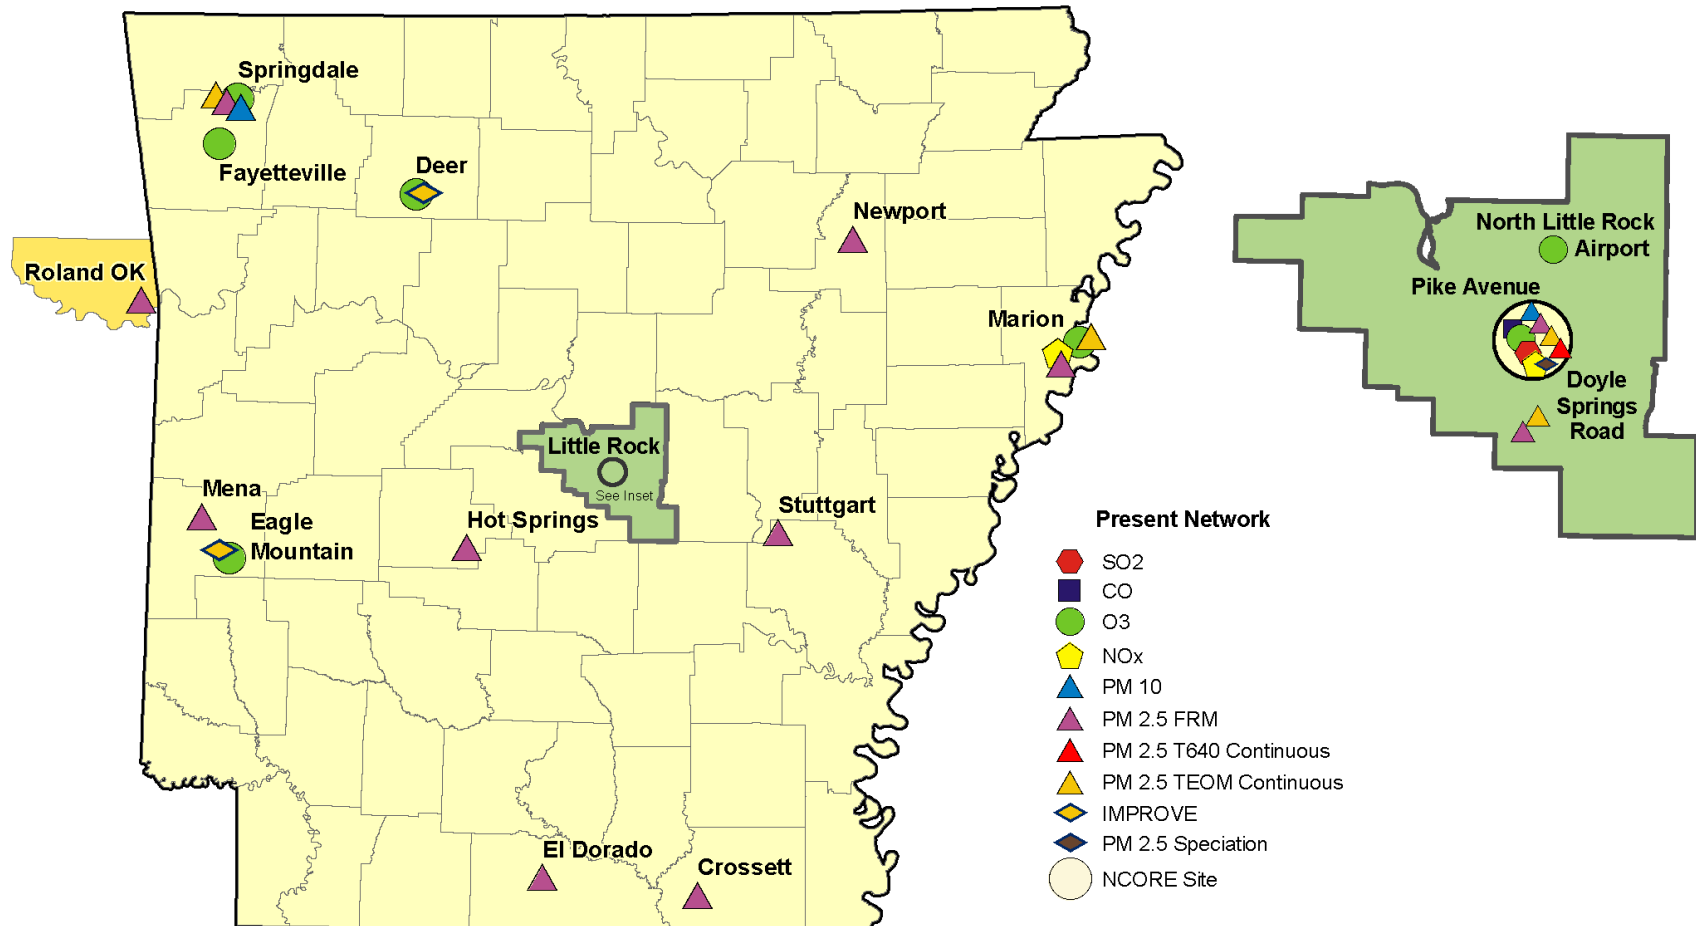 Springdale
Fayetteville
Deer
Newport
Roland OK
Marion
Little Rock
See Inset
Mena
Eagle
Mountain
Hot Springs
Stuttgart
El Dorado
Crossett
North Little Rock
Airport
Pike Avenue
Doyle
Springs
Road
Present Network
SO2
CO
O3
NOx
PM 10
PM 2.5 FRM
PM 2.5 T640 Continuous
PM 2.5 TEOM Continuous
IMPROVE
PM 2.5 Speciation
NCORE Site